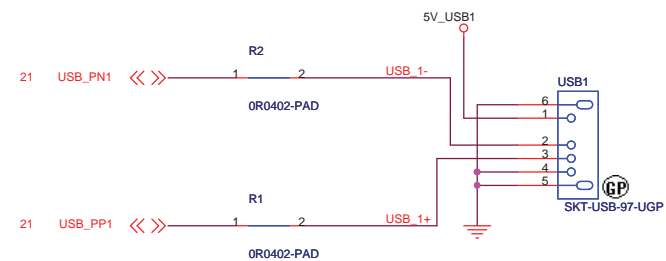 5V_USB1
R2
21 USB_PN1 1 2 USB_1-
0R0402-PAD
USB1
6
1
2
3
4
5
GP
SKT-USB-97-UGP
R1
21 USB_PP1 1 2 USB_1+
0R0402-PAD